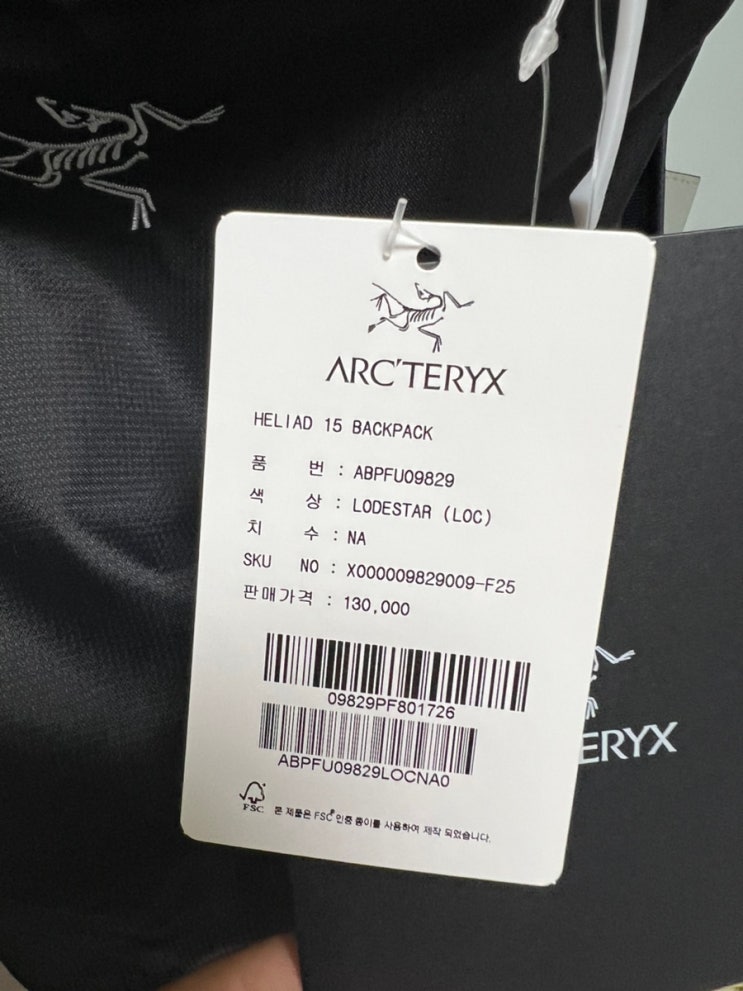 ARC'TERYX
HELIAD 15 BACKPACK
품 번 : ABPFU09829
색 상 : LODESTAR (LOC)
치 수 : NA
SKU NO : X000009829009-F25
판매가격 : 130,000
09829PF801726
ABPFU09829LOCNA0
FSC 본 제품은 FSC® 인증 종이를 사용하여 제작 되었습니다.
ERYX